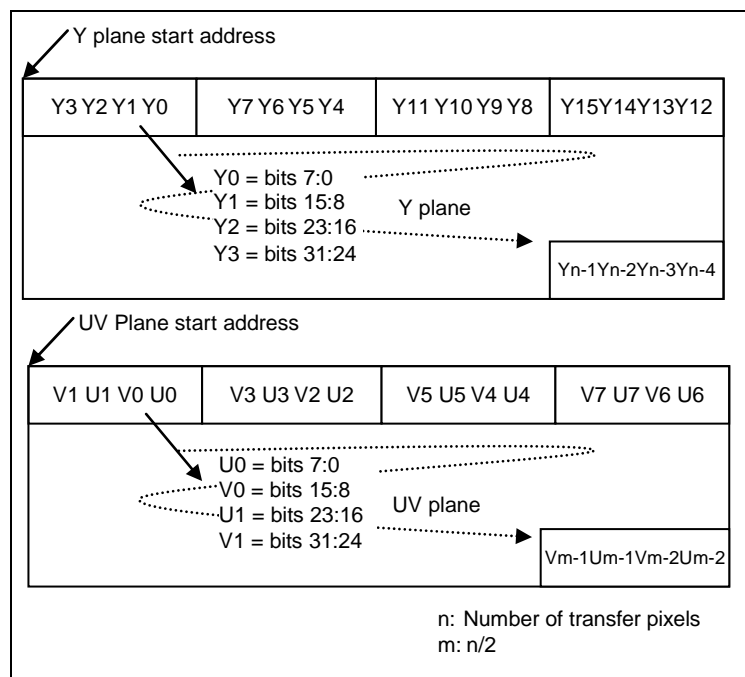 Y plane start address
Y3 Y2 Y1 Y0 Y7 Y6 Y5 Y4 Y11 Y10 Y9 Y8 Y15Y14Y13Y12
Y0 = bits 7:0
Y1 = bits 15:8
Y2 = bits 23:16
Y3 = bits 31:24
Y plane
Yn-1Yn-2Yn-3Yn-4
UV Plane start address
V1 U1 V0 U0 V3 U3 V2 U2 V5 U5 V4 U4 V7 U7 V6 U6
U0 = bits 7:0
V0 = bits 15:8
U1 = bits 23:16
V1 = bits 31:24
UV plane
Vm-1Um-1Vm-2Um-2
n: Number of transfer pixels
m: n/2